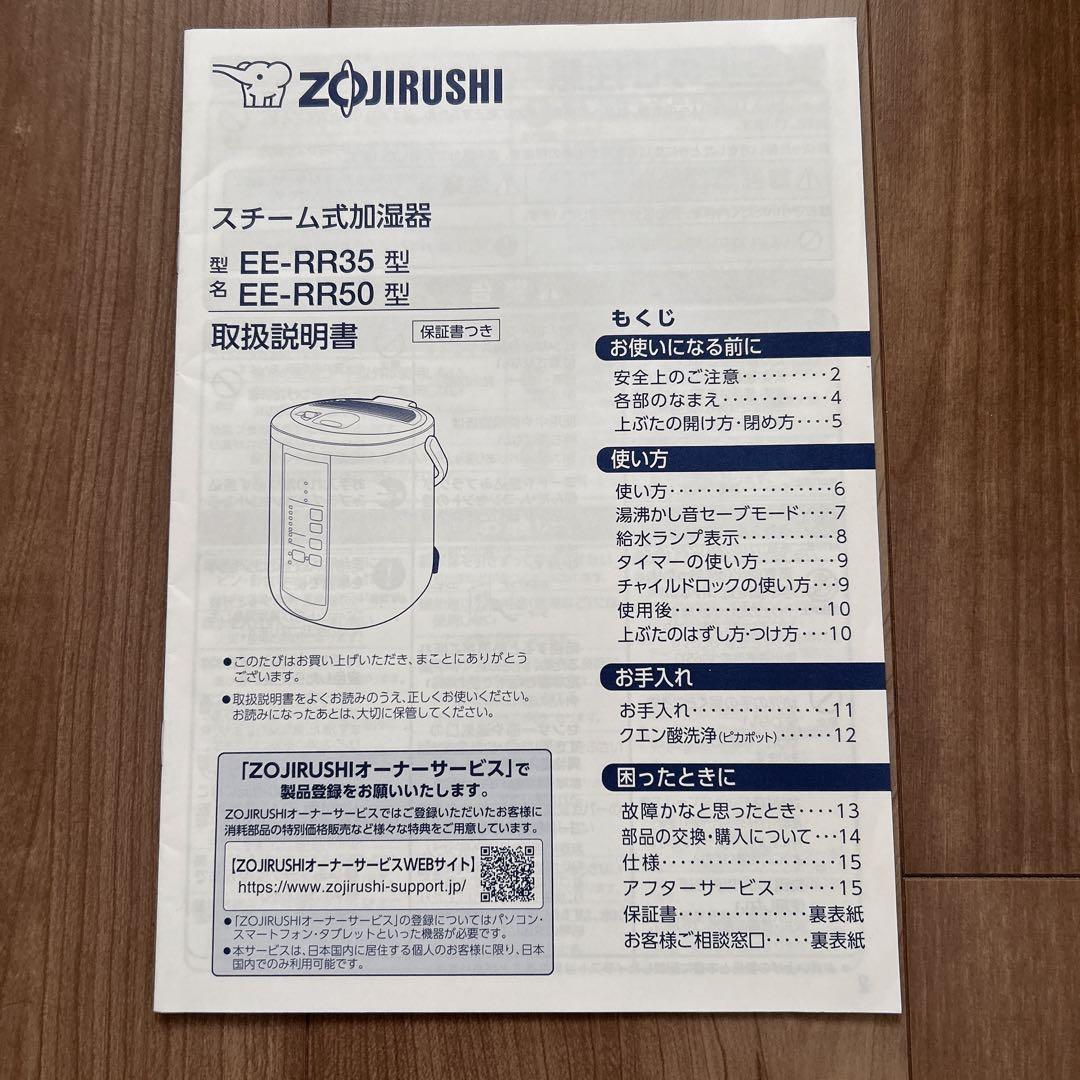 ZOJIRUSHI
スチーム式加湿器
型名 EE-RR35 型
EE-RR50 型
取扱説明書 保証書つき
●このたびはお買い上げいただき、まことにありがとう
ございます。
●取扱説明書をよくお読みのうえ、正しくお使いください。
お読みになったあとは、大切に保管してください。
「ZOJIRUSHIオーナーサービス」で
製品登録をお願いいたします。
ZOJIRUSHIオーナーサービスではご登録いただいたお客様に
消耗部品の特別価格販売など様々な特典をご用意しています。
【ZOJIRUSHIオーナーサービスWEBサイト】
https://www.zojirushi-support.jp/
●「ZOJIRUSHIオーナーサービス」の登録についてはパソコン・
スマートフォン・タブレットといった機器が必要です。
●本サービスは、日本国内に居住する個人のお客様に限り、日本
国内でのみ利用可能です。
もくじ
お使いになる前に
安全上のご注意・・・・・・・・・2
各部のなまえ・・・・・・・・・・・4
上ぶたの開け方・閉め方・・・・5
使い方
使い方・・・・・・・・・・・・・・・・・6
湯沸かし音セーブモード・・・・7
給水ランプ表示・・・・・・・・・・8
タイマーの使い方・・・・・・・・9
チャイルドロックの使い方・・・9
使用後・・・・・・・・・・・・・・・10
上ぶたのはずし方・つけ方・・・10
お手入れ
お手入れ・・・・・・・・・・・・・・11
クエン酸洗浄(ピカポット)・・・・・・12
困ったときに
故障かなと思ったとき・・・・13
部品の交換・購入について・・・14
仕様・・・・・・・・・・・・・・・・・・15
アフターサービス・・・・・・15
保証書・・・・・・・・・・・・・裏表紙
お客様ご相談窓口・・・・・裏表紙